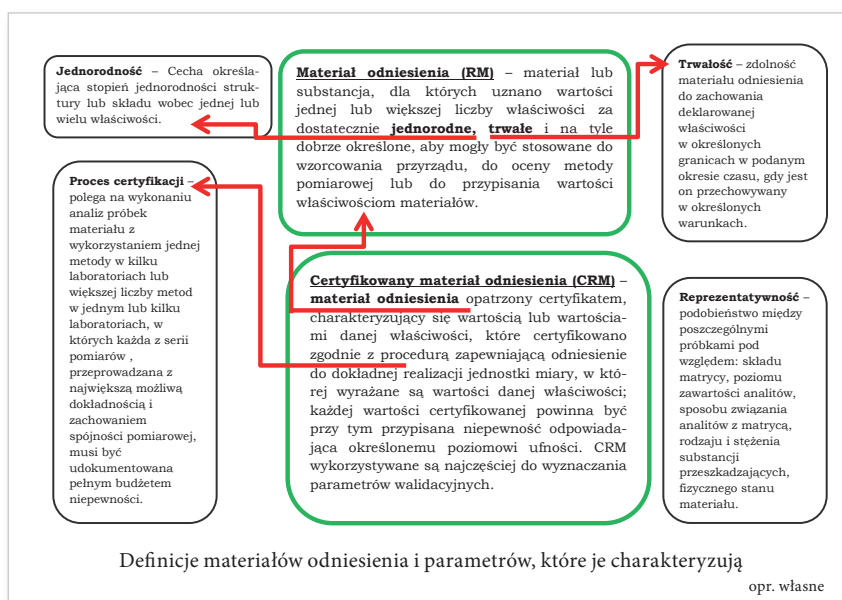 Jednorodność – Cecha określa-
jąca stopień jednorodności struk-
tury lub składu wobec jednej lub
wielu właściwości.
Materiał odniesienia (RM) – materiał lub
substancja, dla których uznano wartości
jednej lub większej liczby właściwości za
dostatecznie jednorodne, trwałe i na tyle
dobrze określone, aby mogły być stosowane do
wzorcowania przyrządu, do oceny metody
pomiarowej lub do przypisania wartości
właściwościom materiałów.
Trwałość – zdolność
materiału odniesienia
do zachowania
deklarowanej
właściwości
w określonych
granicach w podanym
okresie czasu, gdy jest
on przechowywany
w określonych
warunkach.
Proces certyfikacji –
polega na wykonaniu
analiz próbek
materiału z
wykorzystaniem jednej
metody w kilku
laboratoriach lub
większej liczby metod
w jednym lub kilku
laboratoriach, w
których każda z serii
pomiarów ,
przeprowadzana z
największą możliwą
dokładnością i
zachowaniem
spójności pomiarowej,
musi być
udokumentowana
pełnym budżetem
niepewności.
Certyfikowany materiał odniesienia (CRM) –
materiał odniesienia opatrzony certyfikatem,
charakteryzujący się wartością lub wartościa-
mi danej właściwości, które certyfikowano
zgodnie z procedurą zapewniającą odniesienie
do dokładnej realizacji jednostki miary, w któ-
rej wyrażane są wartości danej właściwości;
każdej wartości certyfikowanej powinna być
przy tym przypisana niepewność odpowiada-
jąca określonemu poziomowi ufności. CRM
wykorzystywane są najczęściej do wyznaczania
parametrów walidacyjnych.
Reprezentatywność –
podobieństwo między
poszczególnymi
próbkami pod
względem: składu
matrycy, poziomu
zawartości analitów,
sposobu związania
analitów z matrycą,
rodzaju i stężenia
substancji
przeszkadzających,
fizycznego stanu
materiału.
Definicje materiałów odniesienia i parametrów, które je charakteryzują
opr. własne